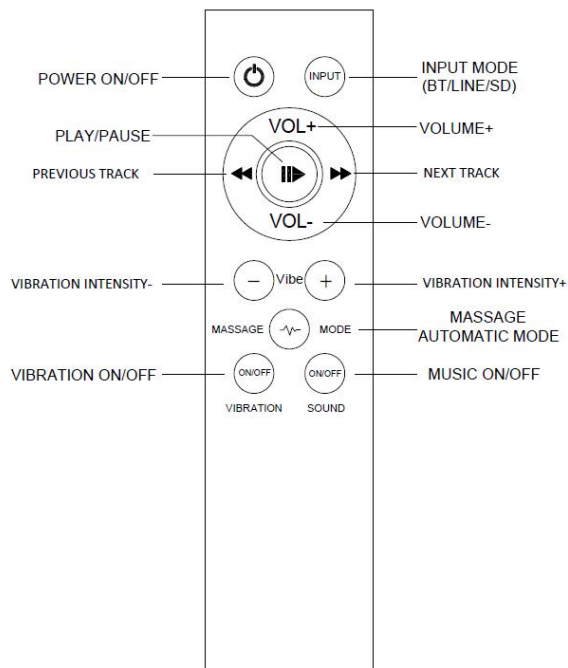 POWER ON/OFF
INPUT
INPUT MODE
(BT/LINE/SD)
PLAY/PAUSE
VOL+
VOLUME+
PREVIOUS TRACK
NEXT TRACK
VOL-
VOLUME-
VIBRATION INTENSITY-
Vibe
VIBRATION INTENSITY+
MASSAGE
MODE
MASSAGE
AUTOMATIC MODE
VIBRATION ON/OFF
ON/OFF
ON/OFF
MUSIC ON/OFF
VIBRATION
SOUND